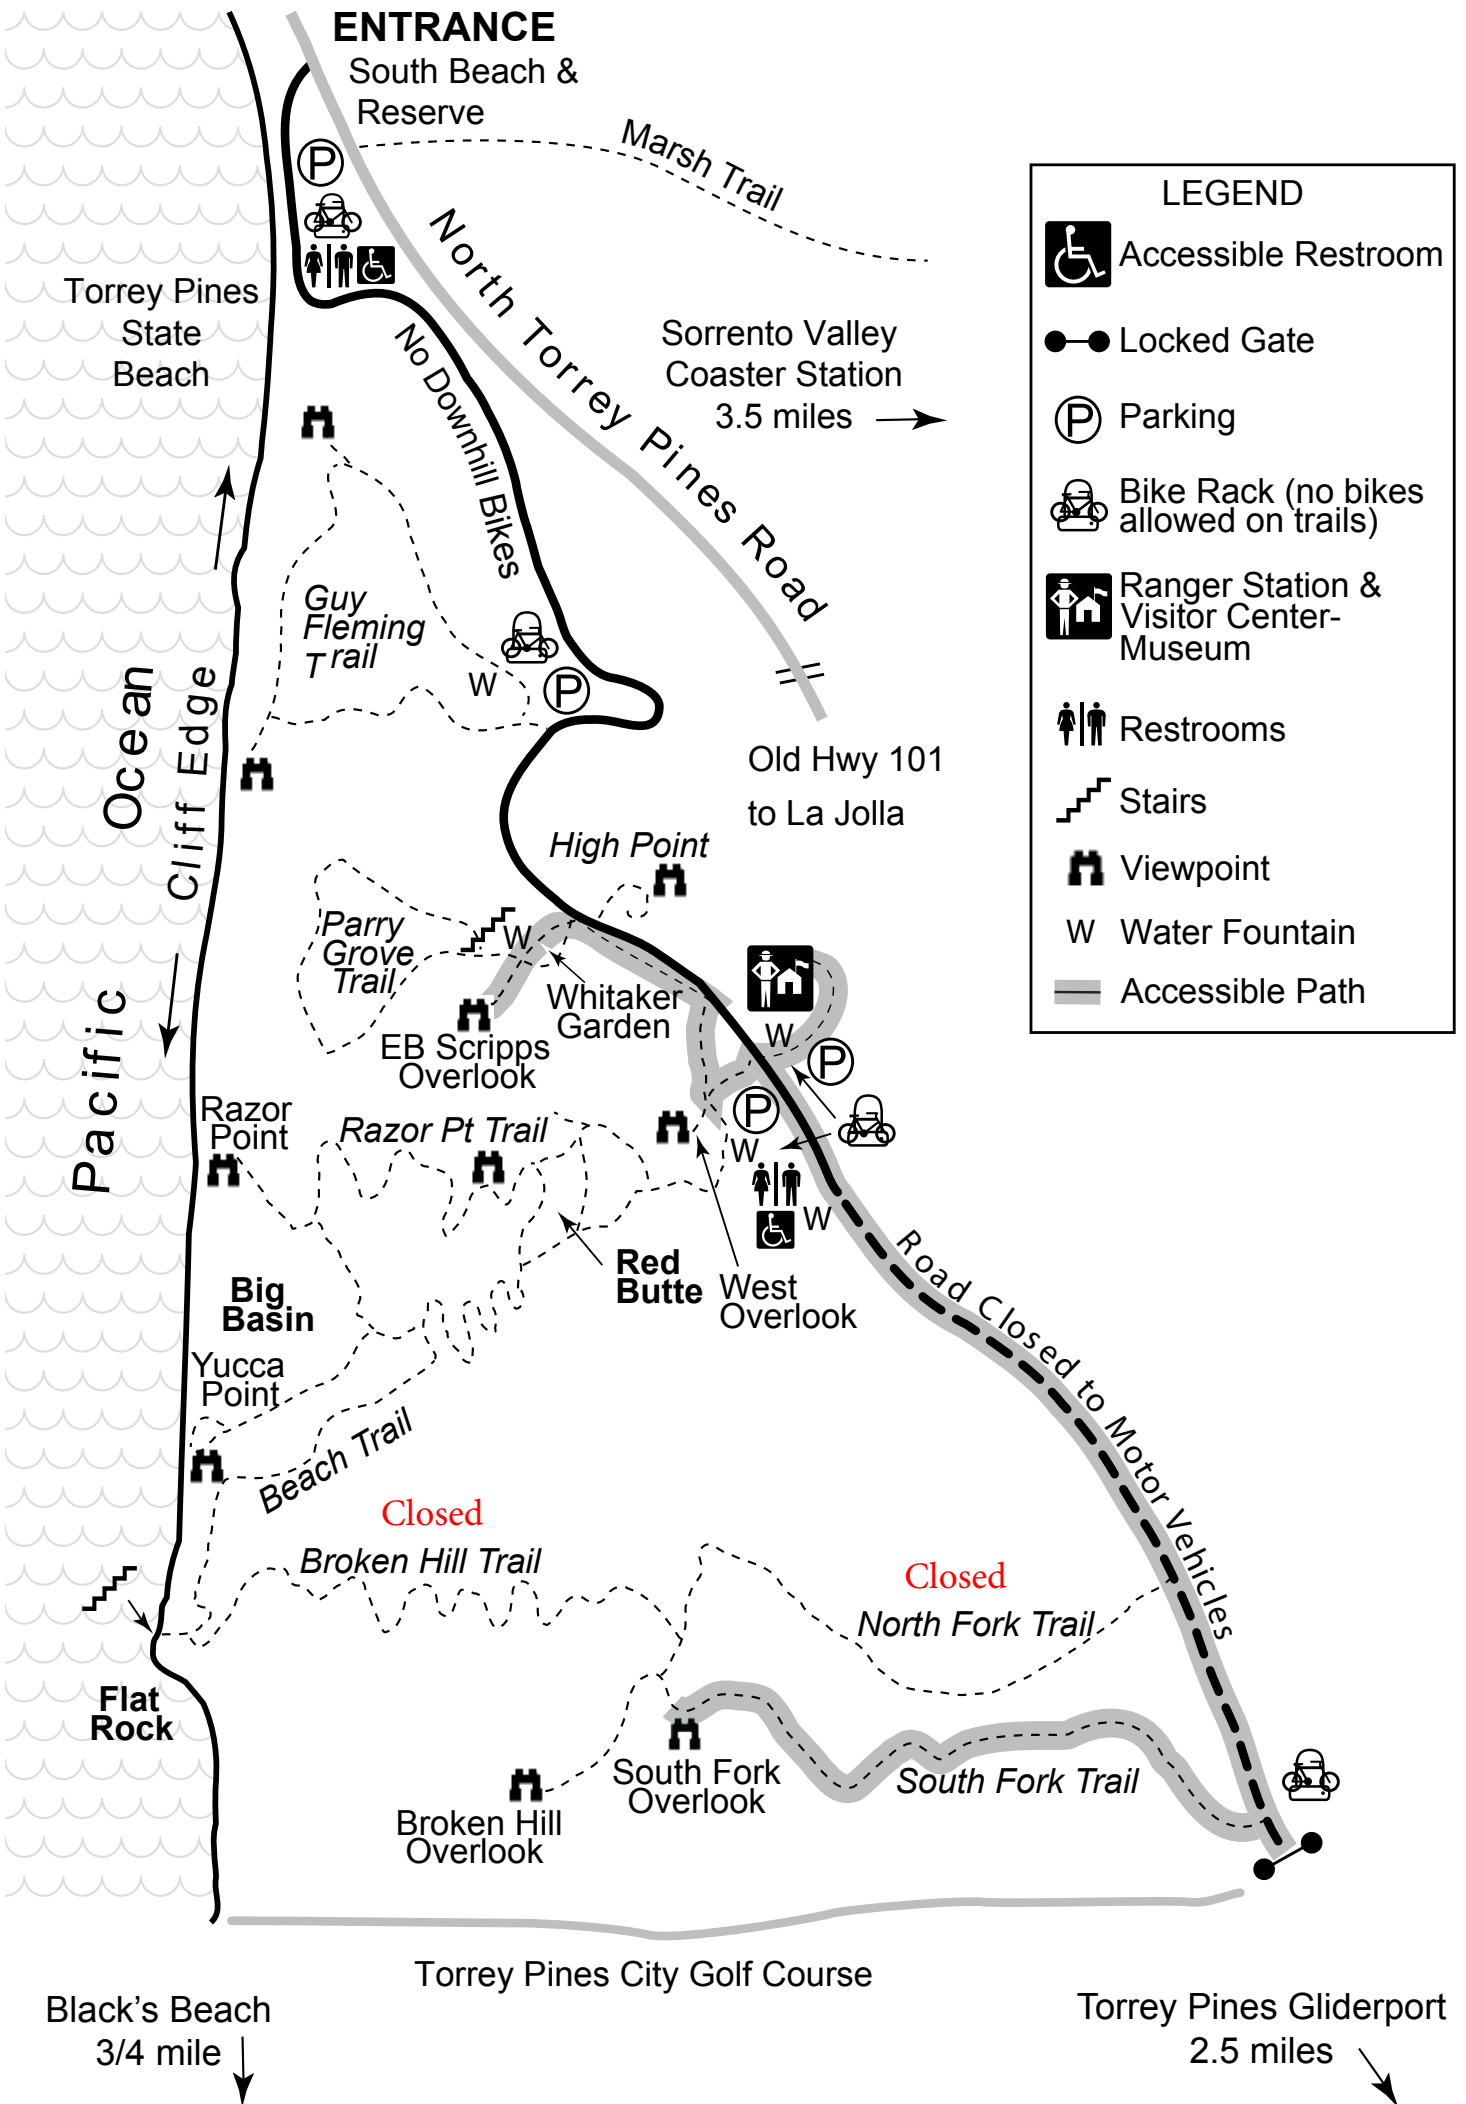 ENTRANCE
South Beach &
Reserve
Marsh Trail
P
North Torrey Pines Road
No Downhill Bikes
Torrey Pines
State
Beach
Sorrento Valley
Coaster Station
3.5 miles
LEGEND
Accessible Restroom
Locked Gate
P Parking
Bike Rack (no bikes
allowed on trails)
Ranger Station &
Visitor Center-
Museum
Restrooms
Stairs
Viewpoint
W Water Fountain
Accessible Path
Guy
Fleming
Trail
W
P
Pacific Ocean
Cliff Edge
Old Hwy 101
to La Jolla
High Point
Parry
Grove
Trail
W
Whitaker
Garden
EB Scripps
Overlook
W
P
P
W
W
Razor
Point
Razor Pt Trail
Red
Butte
West
Overlook
Big
Basin
Yucca
Point
Beach Trail
Road Closed to Motor Vehicles
Closed
Broken Hill Trail
Closed
North Fork Trail
Flat
Rock
South Fork
Overlook
South Fork Trail
Broken Hill
Overlook
Torrey Pines City Golf Course
Black's Beach
3/4 mile
Torrey Pines Gliderport
2.5 miles